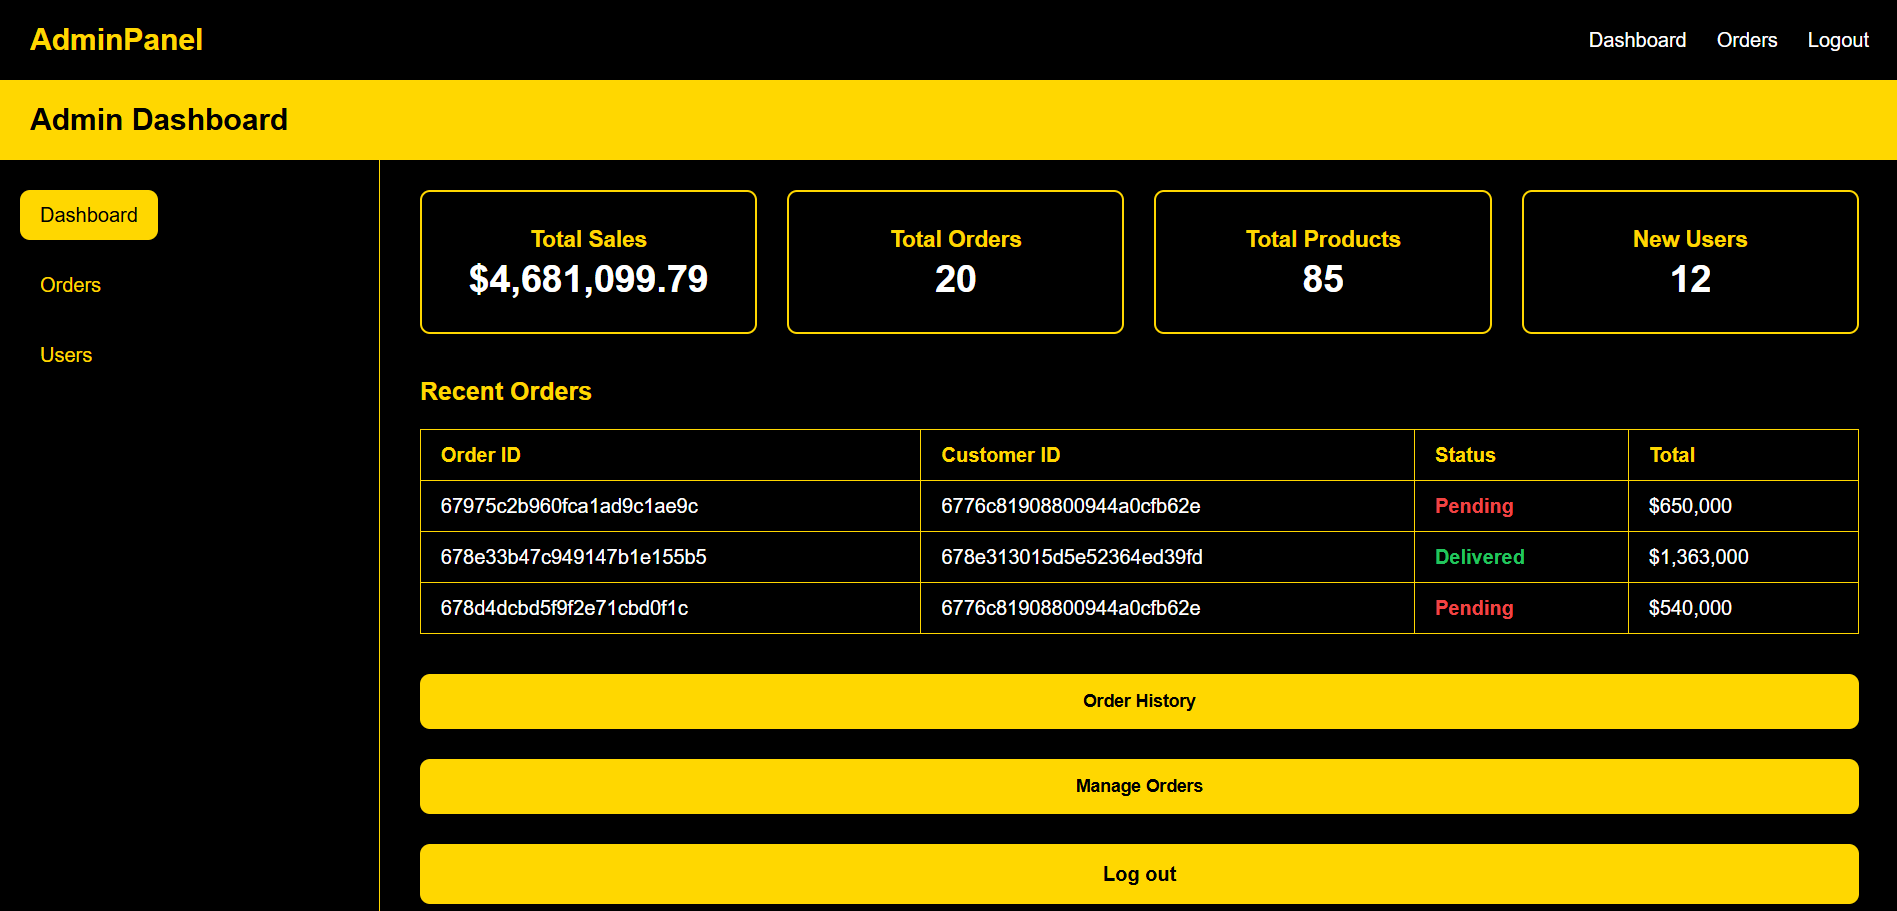 AdminPanel
Dashboard Orders Logout
Admin Dashboard
Dashboard
Orders
Users
Total Sales
$4,681,099.79
Total Orders
20
Total Products
85
New Users
12
Recent Orders
Order ID Customer ID Status Total
67975c2b960fca1ad9c1ae9c 6776c81908800944a0cfb62e Pending $650,000
678e33b47c949147b1e155b5 678e313015d5e52364ed39fd Delivered $1,363,000
678d4dcbd5f9f2e71cbd0f1c 6776c81908800944a0cfb62e Pending $540,000
Order History
Manage Orders
Log out